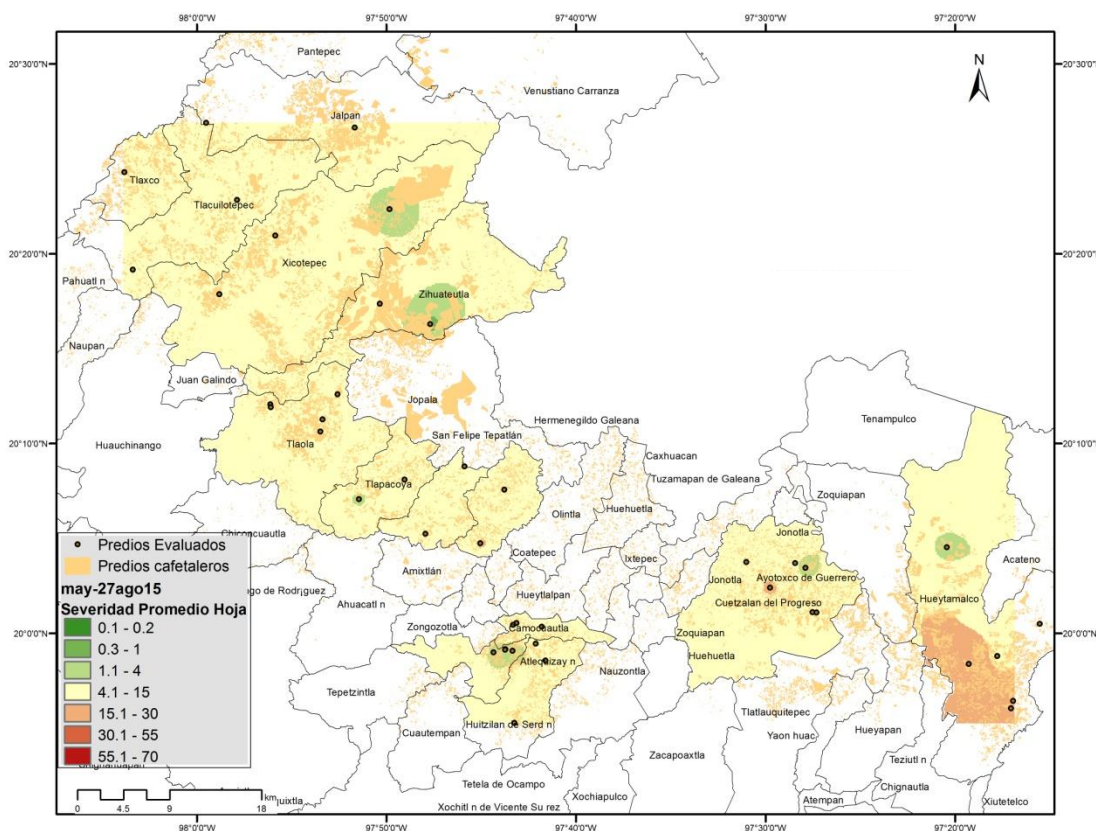 98°0'0"O 97°50'0"O 97°40'0"O 97°30'0"O 97°20'0"O
Pantepec
20°30'0"N 20°30'0"N
N
Venustiano Carranza
Jalpan
Tlaxco
Tlacuilotepec
Xicotepec
20°20'0"N 20°20'0"N
Pahuatl n
Zihuateutla
Naupan
Juan Galindo
Jopala
Hermenegildo Galeana
Tenampulco
San Felipe Tepatlán
20°10'0"N 20°10'0"N
Huauchinango
Tlaola
Caxhuacan
Tuzamapan de Galeana
Zoquiapan
Tlapacoya
Olintla
Huehuetla
Jonotla
Acateno
Coatepec
Ixtepec
Amixtlán
Jonotla
Ayotoxco de Guerrero
Hueytlalpan
Cuetzalan del Progreso
Hueytamalco
Ahuacatl n
20°0'0"N
Zongozotla
Camocuautla
Zoquiapan
Huehuetla
Atlequizay n
Nauzontla
Tepetzintla
Tlatlauquitepec
Huitzilan de Serd n
Cuautempan
Yaon huac
Hueyapan
Zacapoaxtla
Teziutl n
Tetela de Ocampo
Chignautla
Xochiapulco
Atempan
Xiutetelco
Xochitl n de Vicente Su rez
Predios Evaluados
Predios cafetaleros
may-27ago15
Severidad Promedio Hoja
0.1 - 0.2
0.3 - 1
1.1 - 4
4.1 - 15
15.1 - 30
30.1 - 55
55.1 - 70
km
0 4.5 9 18
98°0'0"O 97°50'0"O 97°40'0"O 97°30'0"O 97°20'0"O